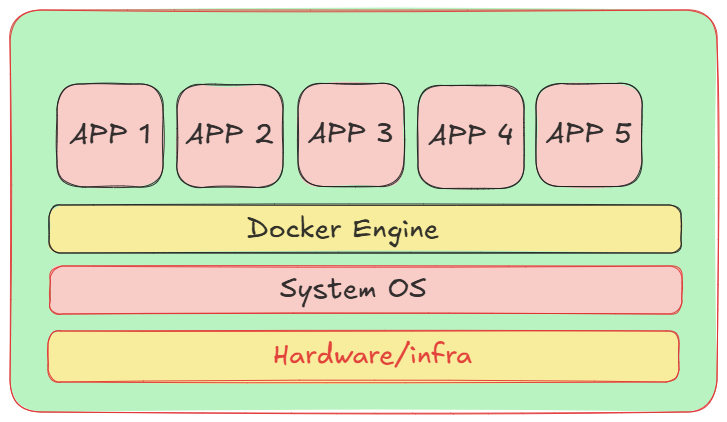 APP 1 APP 2 APP 3 APP 4 APP 5
Docker Engine
System OS
Hardware/infra